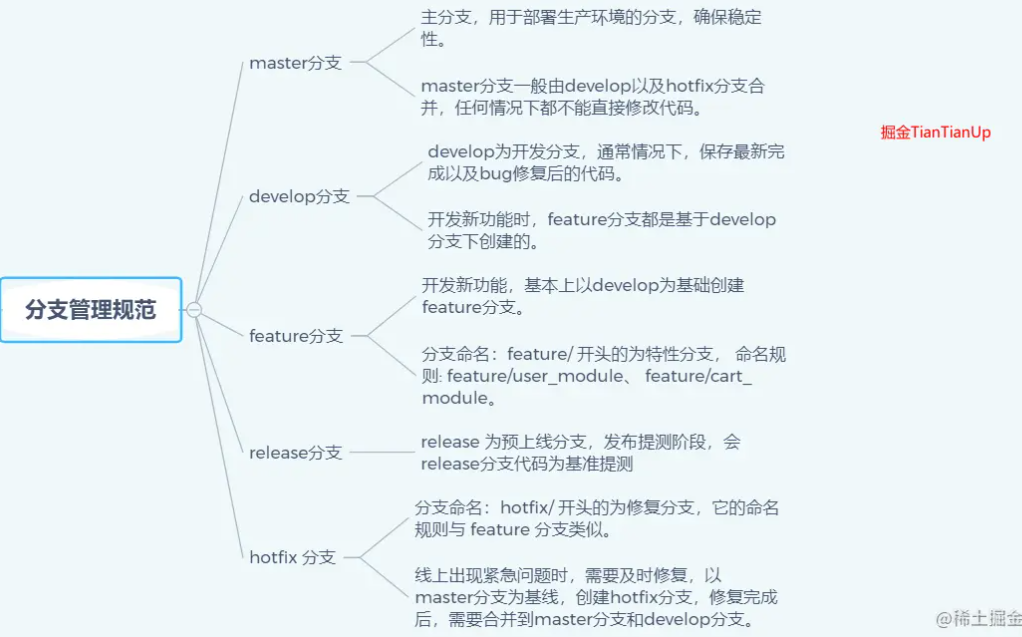 主分支，用于部署生产环境的分支，确保稳定
性。
master分支
master分支一般由develop以及hotfix分支合
并，任何情况下都不能直接修改代码。
掘金TianTianUp
develop为开发分支，通常情况下，保存最新完
成以及bug修复后的代码。
develop分支
开发新功能时，feature分支都是基于develop
分支下创建的。
分支管理规范
开发新功能，基本上以develop为基础创建
feature分支。
feature分支
分支命名：feature/ 开头的为特性分支， 命名规
则: feature/user_module、 feature/cart_
module。
release分支
release 为预上线分支，发布提测阶段，会
release分支代码为基准提测
分支命名：hotfix/ 开头的为修复分支，它的命名
规则与 feature 分支类似。
hotfix 分支
线上出现紧急问题时，需要及时修复，以
master分支为基线，创建hotfix分支，修复完成
后，需要合并到master分支和develop分支。
@稀土掘金